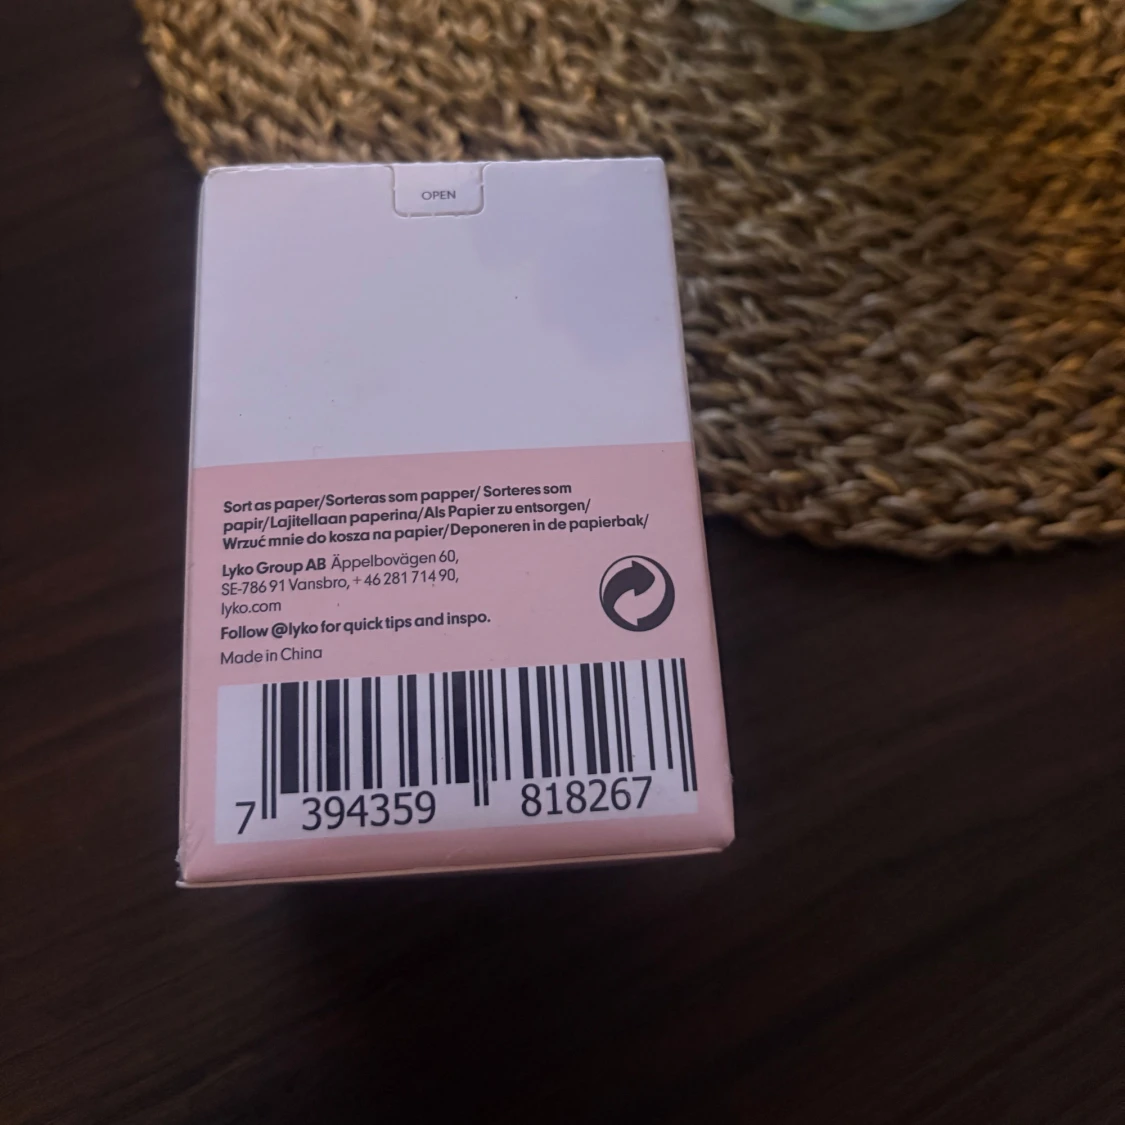 OPEN
Sort as paper/Sorteras som papper/ Sorteres som
papir/Lajitellaan paperina/Als Papier zu entsorgen/
Wrzuć mnie do kosza na papier/Deponeren in de papierbak/
Lyko Group AB Äppelbovägen 60,
SE-786 91 Vansbro, +46 281 714 90,
lyko.com
Follow @lyko for quick tips and inspo.
Made in China
7 394359 818267